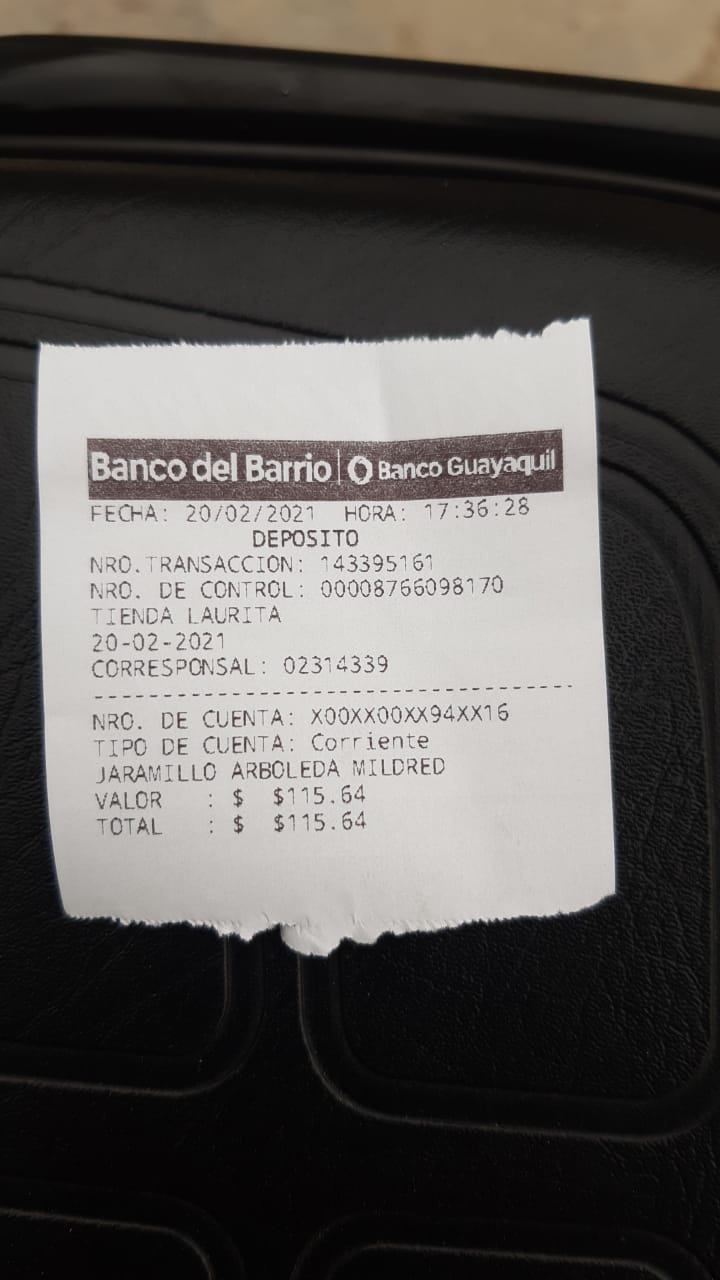 Banco del Barrio | Banco Guayaquil
FECHA: 20/02/2021 HORA: 17:36:28
DEPOSITO
NRO.TRANSACCION: 143395161
NRO. DE CONTROL: 00008766098170
TIENDA LAURITA
20-02-2021
CORRESPONSAL: 02314339
NRO. DE CUENTA: X00XX00XX94XX16
TIPO DE CUENTA: Corriente
JARAMILLO ARBOLEDA MILDRED
VALOR : $ $115.64
TOTAL : $ $115.64